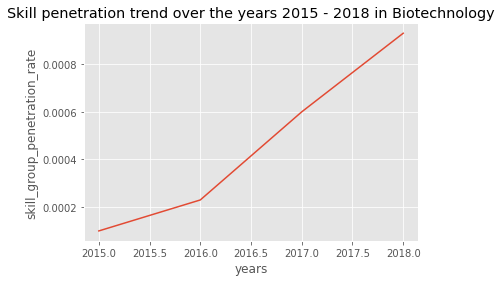 Skill penetration trend over the years 2015 - 2018 in Biotechnology
skill_group_penetration_rate
0.0008
0.0006
0.0004
0.0002
2015.0 2015.5 2016.0 2016.5 2017.0 2017.5 2018.0
years